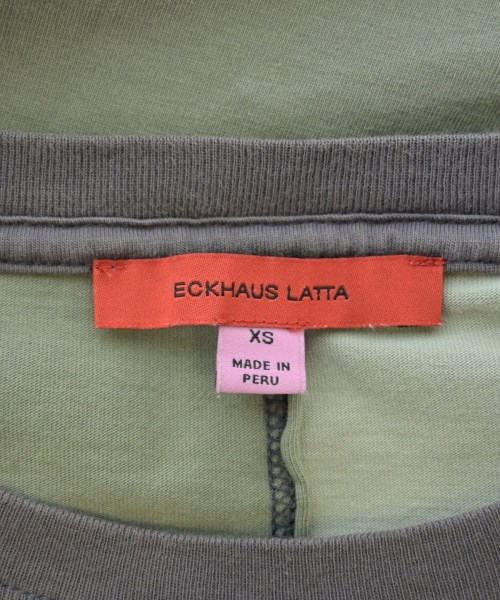 ECKHAUS LATTA
XS
MADE IN
PERU